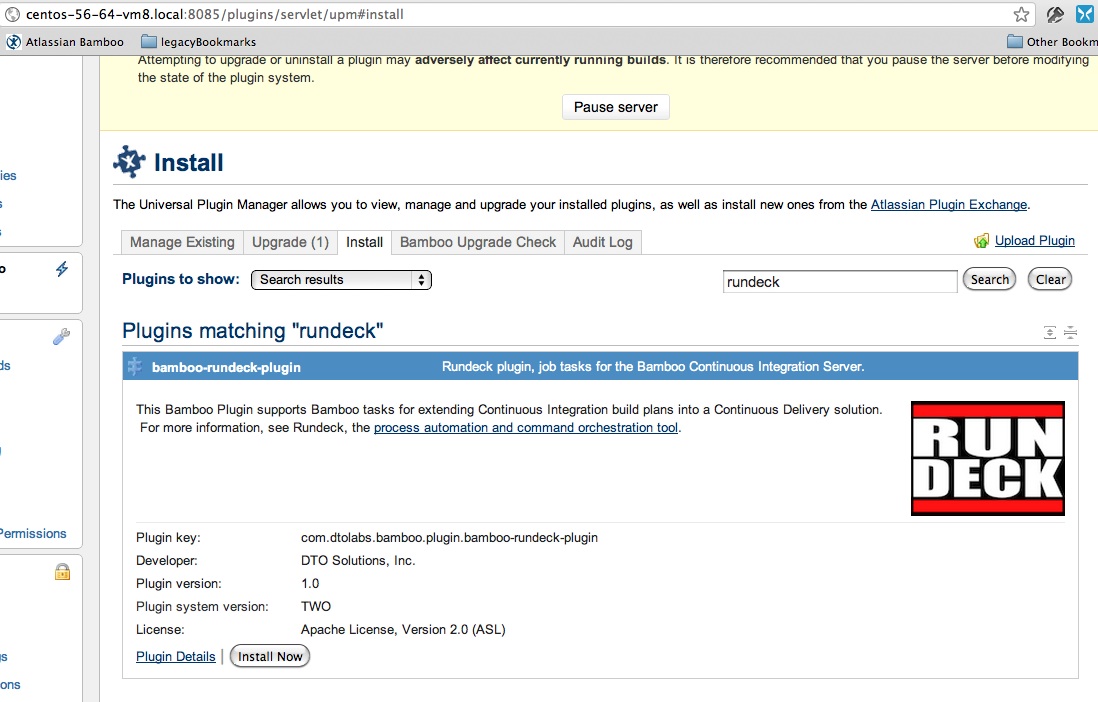 centos-56-64-vm8.local:8085/plugins/servlet/upm#install
Atlassian Bamboo legacyBookmarks Other Bookm
Attempting to upgrade or uninstall a plugin may adversely affect currently running builds. It is therefore recommended that you pause the server before modifying
the state of the plugin system.
Pause server
Install
The Universal Plugin Manager allows you to view, manage and upgrade your installed plugins, as well as install new ones from the Atlassian Plugin Exchange.
Manage Existing Upgrade (1) Install Bamboo Upgrade Check Audit Log Upload Plugin
Plugins to show: Search results rundeck Search Clear
Plugins matching "rundeck"
bamboo-rundeck-plugin Rundeck plugin, job tasks for the Bamboo Continuous Integration Server.
This Bamboo Plugin supports Bamboo tasks for extending Continuous Integration build plans into a Continuous Delivery solution.
For more information, see Rundeck, the process automation and command orchestration tool.
RUN
DECK
Plugin key: com.dtolabs.bamboo.plugin.bamboo-rundeck-plugin
Developer: DTO Solutions, Inc.
Plugin version: 1.0
Plugin system version: TWO
License: Apache License, Version 2.0 (ASL)
Plugin Details | Install Now
ies
s
s
o
ds
Permissions
gs
ons